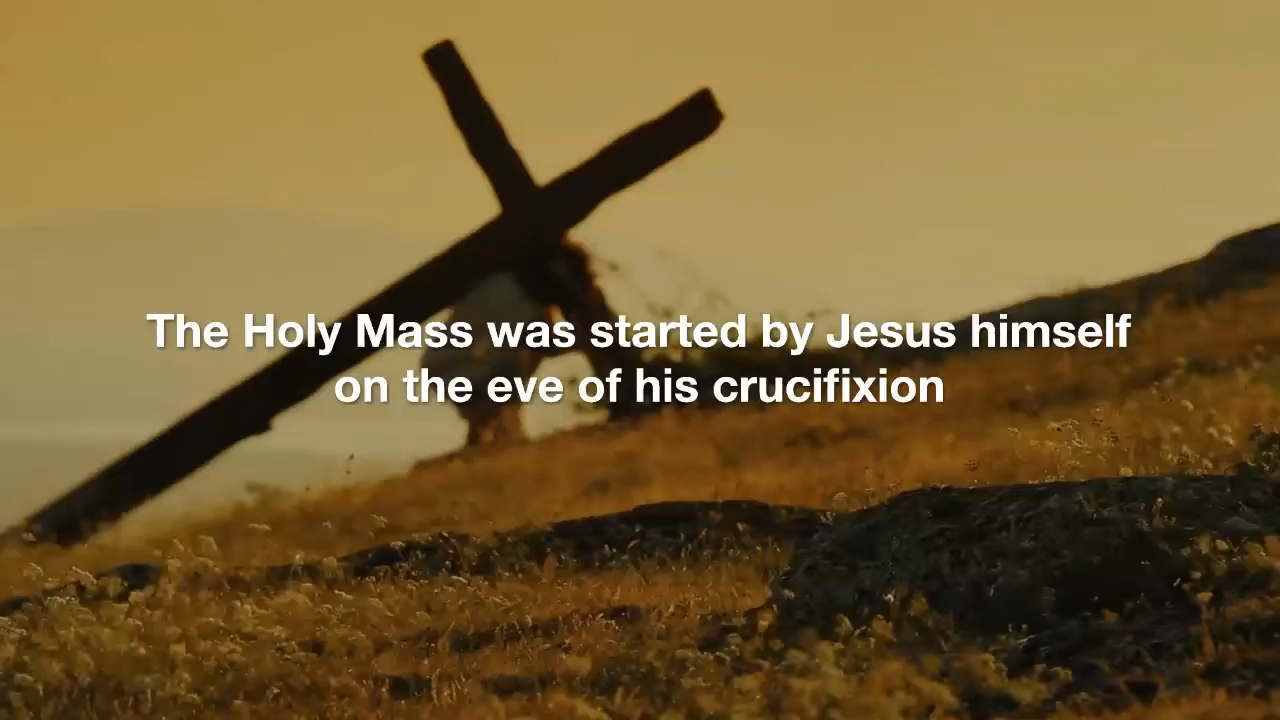 The Holy Mass was started by Jesus himself
on the eve of his crucifixion